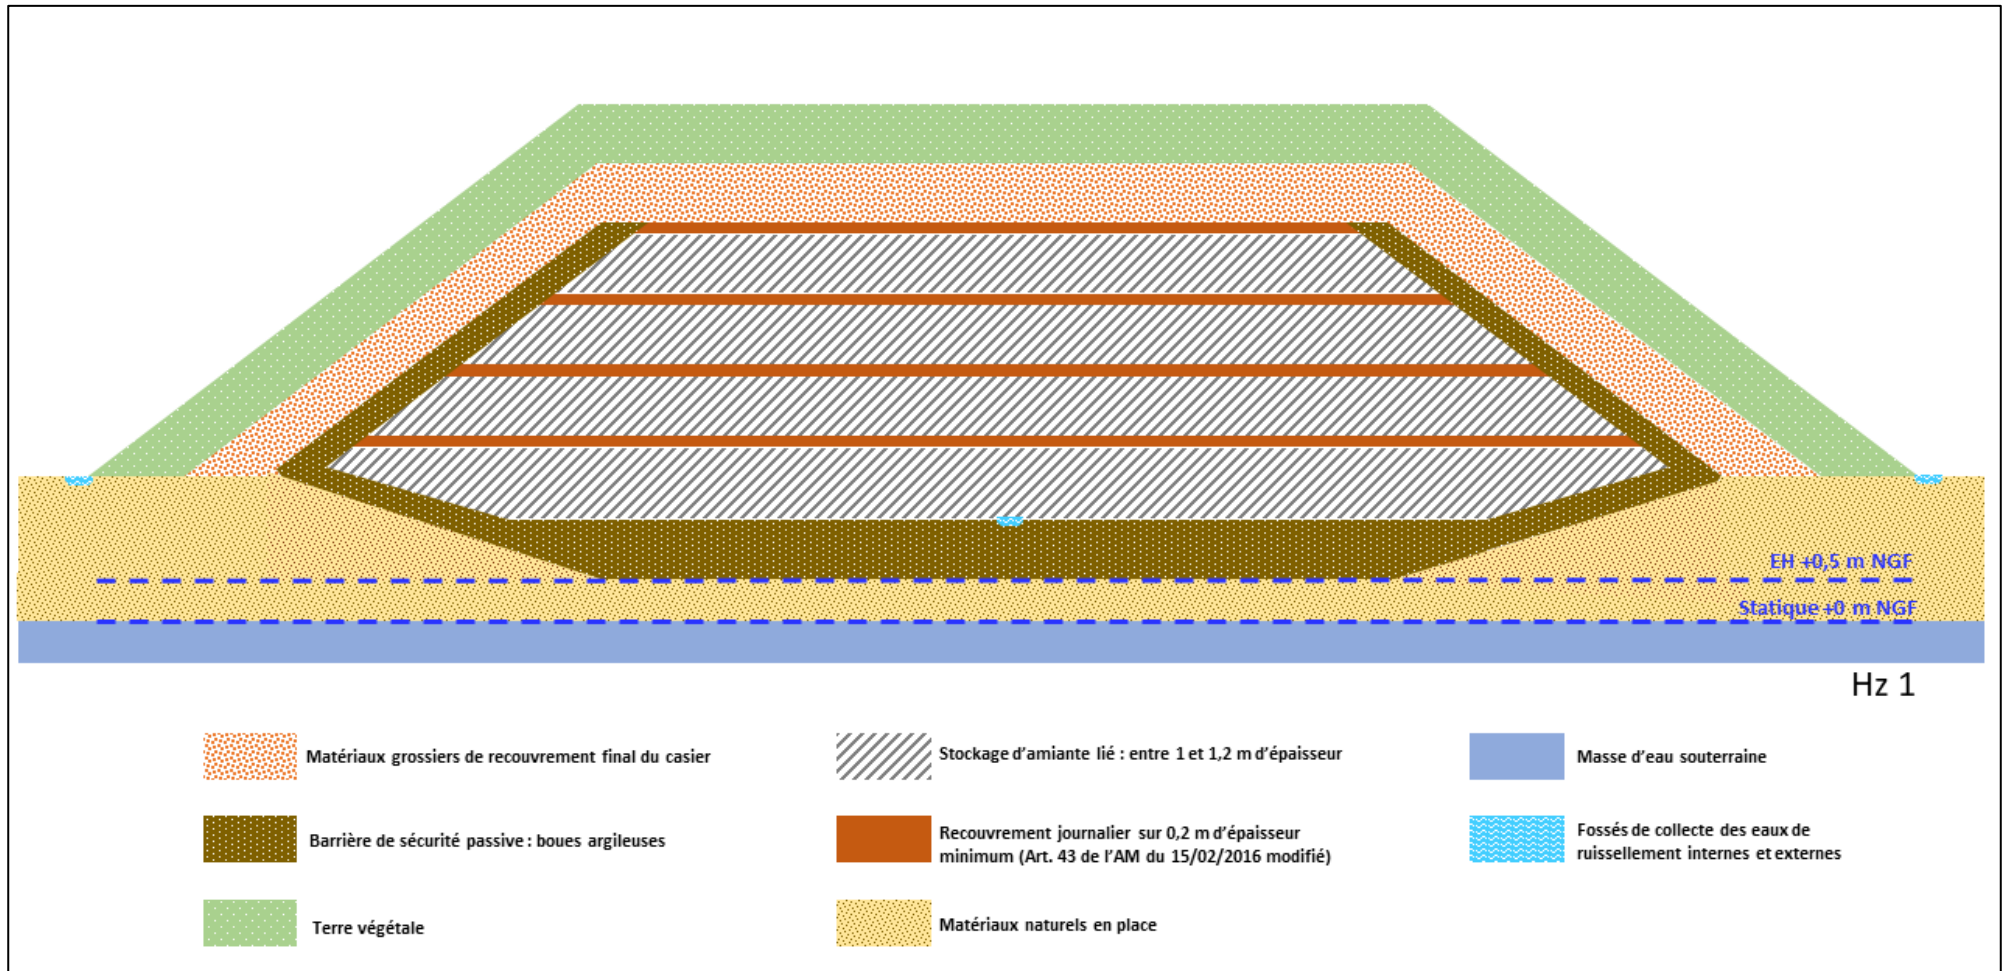 EH +0,5 m NGF
Statique +0 m NGF
Hz 1
Matériaux grossiers de recouvrement final du casier
Stockage d'amiante lié : entre 1 et 1,2 m d'épaisseur
Masse d'eau souterraine
Barrière de sécurité passive : boues argileuses
Recouvrement journalier sur 0,2 m d'épaisseur
minimum (Art. 43 de l'AM du 15/02/2016 modifié)
Fossés de collecte des eaux de
ruissellement internes et externes
Terre végétale
Matériaux naturels en place